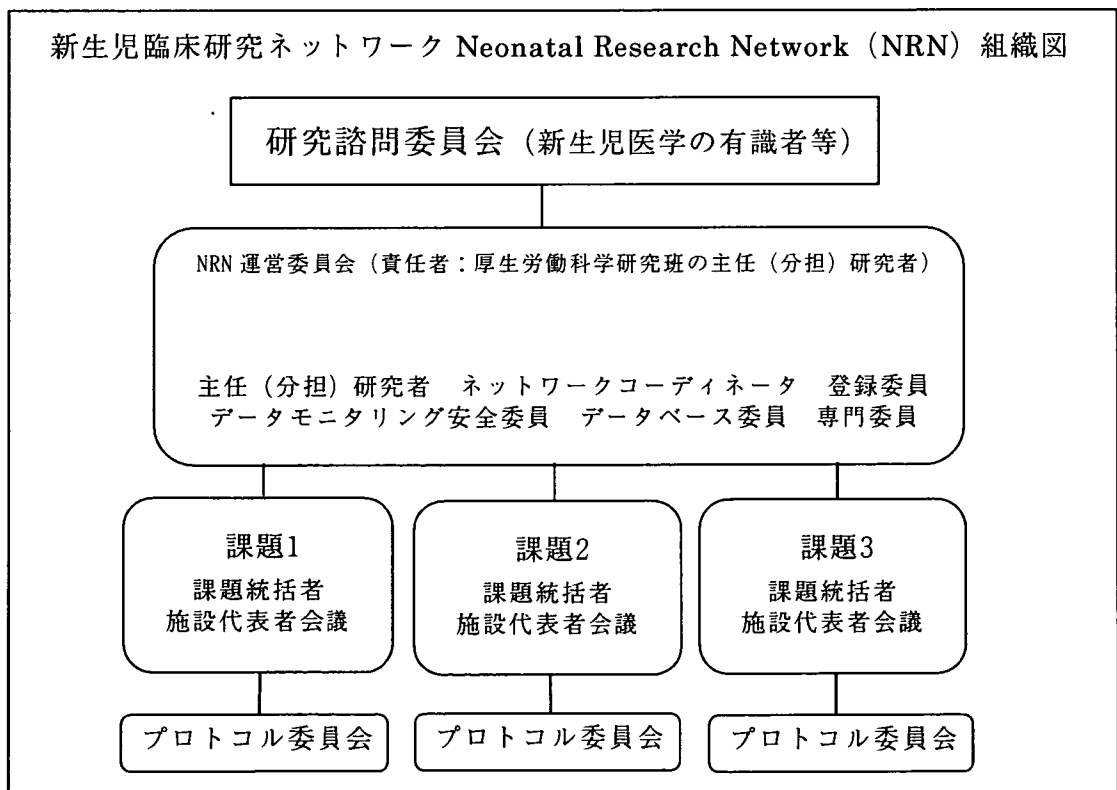 新生児臨床研究ネットワーク Neonatal Research Network（NRN）組織図
研究諮問委員会（新生児医学の有識者等）
NRN 運営委員会（責任者：厚生労働科学研究班の主任（分担）研究者）
主任（分担）研究者　ネットワークコーディネータ　登録委員
データモニタリング安全委員　データベース委員　専門委員
課題1
課題統括者
施設代表者会議
課題2
課題統括者
施設代表者会議
課題3
課題統括者
施設代表者会議
プロトコル委員会
プロトコル委員会
プロトコル委員会